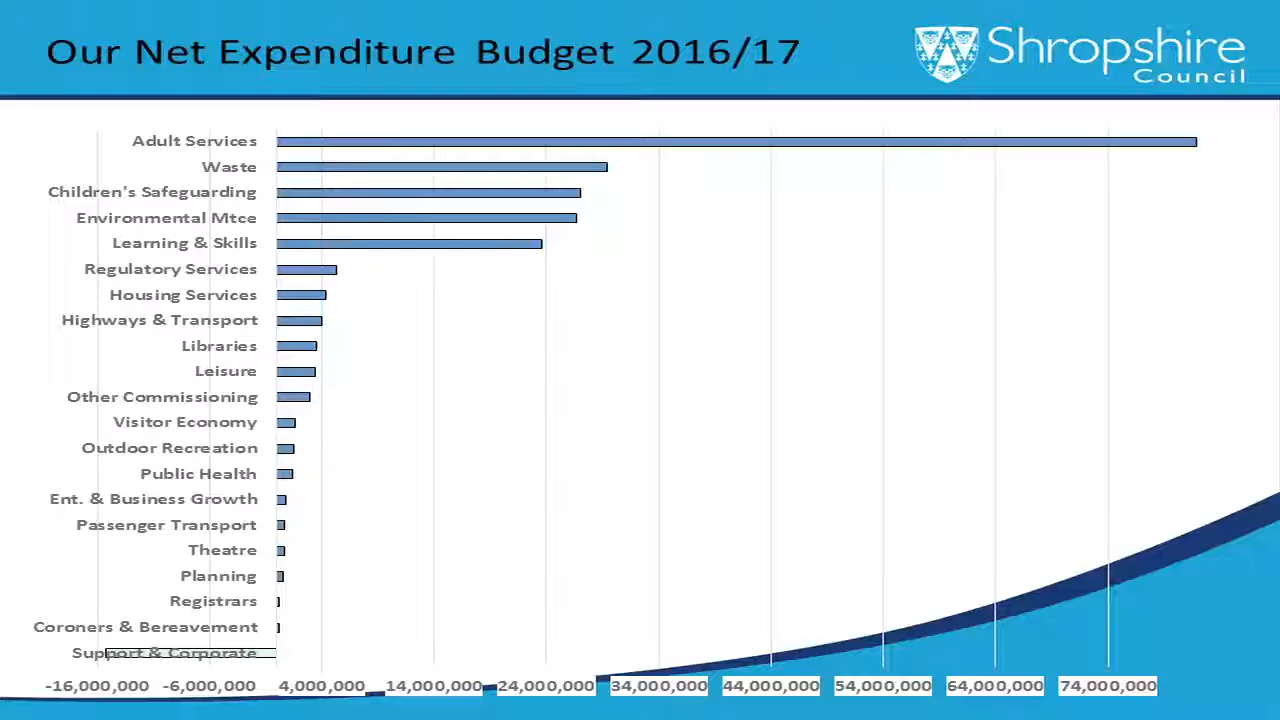 Our Net Expenditure Budget 2016/17
Shropshire
Council
Adult Services
Waste
Children's Safeguarding
Environmental Mtce
Learning & Skills
Regulatory Services
Housing Services
Highways & Transport
Libraries
Leisure
Other Commissioning
Visitor Economy
Outdoor Recreation
Public Health
Ent. & Business Growth
Passenger Transport
Theatre
Planning
Registrars
Coroners & Bereavement
Support & Corporate
-16,000,000 -6,000,000 4,000,000 14,000,000 24,000,000 34,000,000 44,000,000 54,000,000 64,000,000 74,000,000